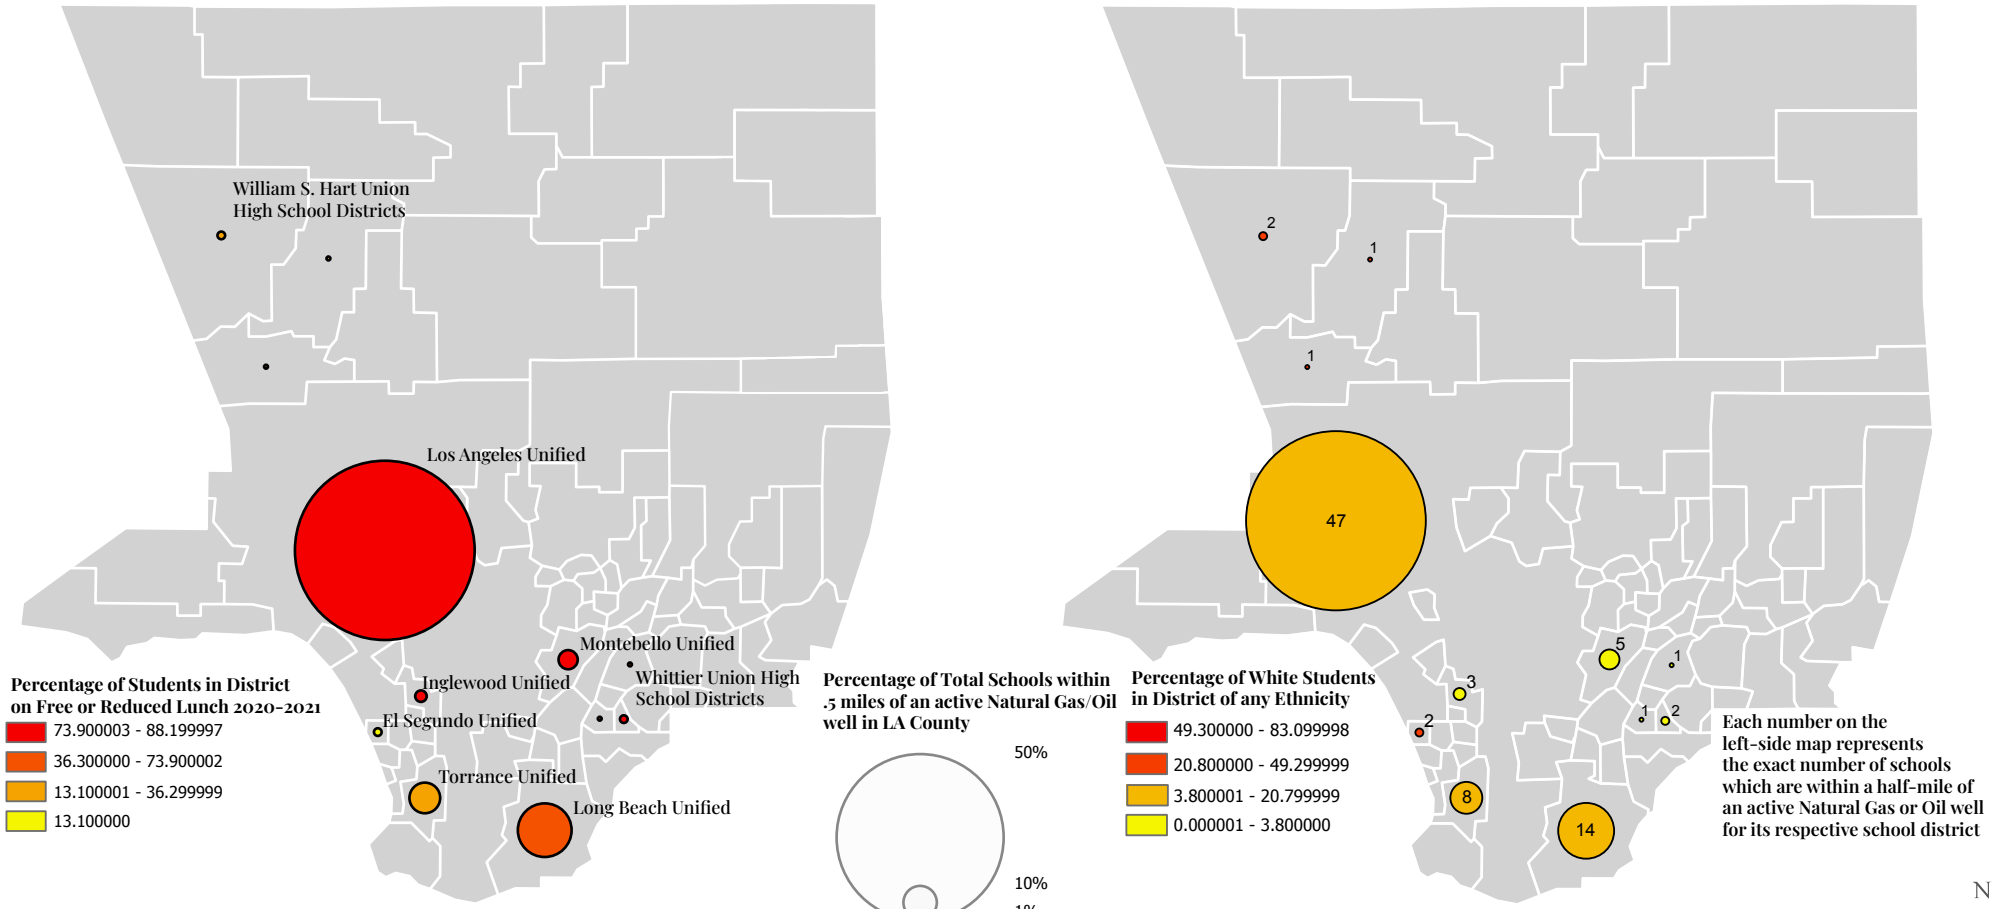 William S. Hart Union
High School Districts
Los Angeles Unified
Montebello Unified
Whittier Union High
School Districts
Inglewood Unified
El Segundo Unified
Torrance Unified
Long Beach Unified
Percentage of Students in District
on Free or Reduced Lunch 2020-2021
73.900003 - 88.199997
36.300000 - 73.900002
13.100001 - 36.299999
13.100000
Percentage of Total Schools within
.5 miles of an active Natural Gas/Oil
well in LA County
50%
10%
1%
2
1
1
47
5
1
3
1
2
2
8
14
Percentage of White Students
in District of any Ethnicity
49.300000 - 83.099998
20.800000 - 49.299999
3.800001 - 20.799999
0.000001 - 3.800000
Each number on the
left-side map represents
the exact number of schools
which are within a half-mile of
an active Natural Gas or Oil well
for its respective school district
N